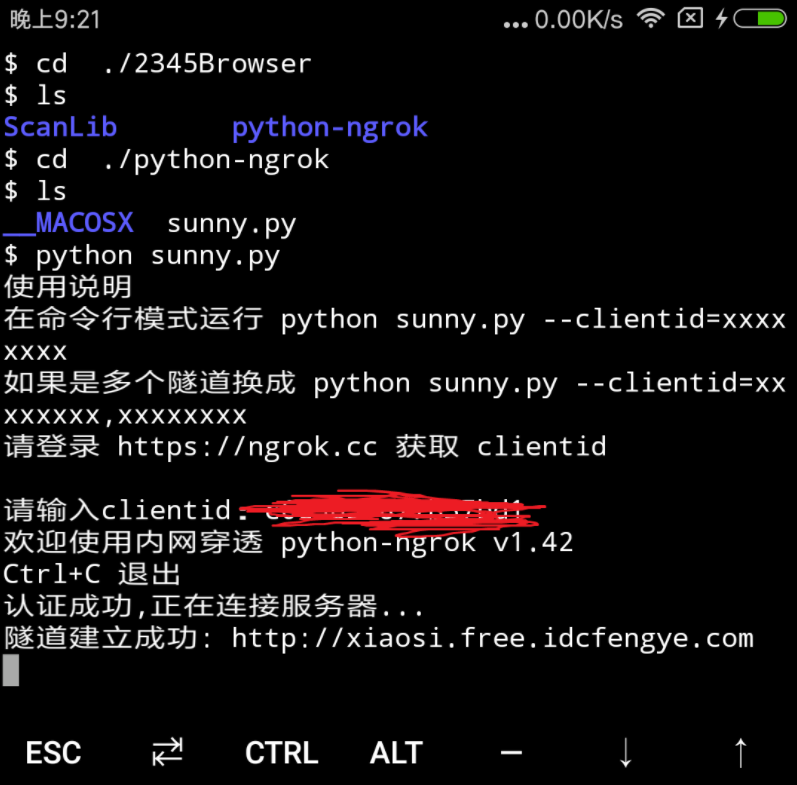 晚上9:21
... 0.00K/s
$ cd  ./2345Browser
$ ls
ScanLib       python-ngrok
$ cd  ./python-ngrok
$ ls
__MACOSX  sunny.py
$ python sunny.py
使用说明
在命令行模式运行 python sunny.py --clientid=xxxx
xxxx
如果是多个隧道换成 python sunny.py --clientid=xx
xxxxxx,xxxxxxxx
请登录 https://ngrok.cc 获取 clientid
请输入clientid:
欢迎使用内网穿透 python-ngrok v1.42
Ctrl+C 退出
认证成功,正在连接服务器...
隧道建立成功: http://xiaosi.free.idcfengye.com
ESC ⇄ CTRL ALT — ↓ ↑